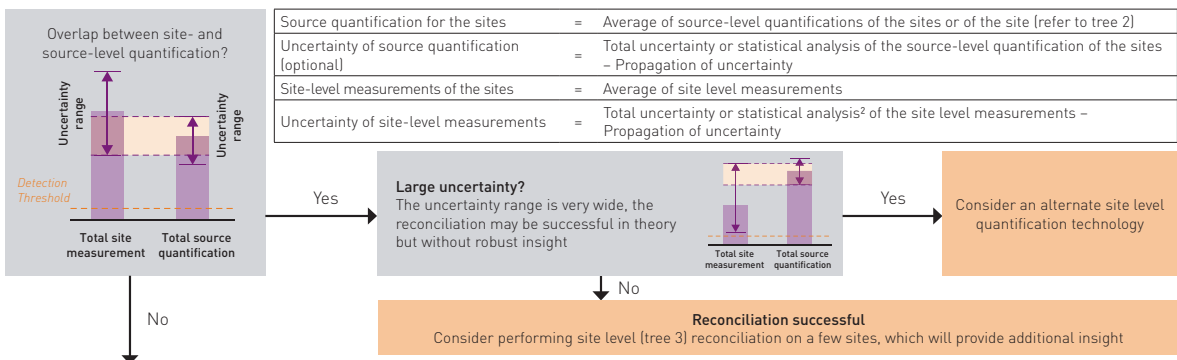 Overlap between site- and
source-level quantification?
Uncertainty
range
Uncertainty
range
Detection
Threshold
Total site
measurement
Total source
quantification
Source quantification for the sites = Average of source-level quantifications of the sites or of the site (refer to tree 2)
Uncertainty of source quantification
(optional) = Total uncertainty or statistical analysis of the source-level quantification of the sites
– Propagation of uncertainty
Site-level measurements of the sites = Average of site level measurements
Uncertainty of site-level measurements = Total uncertainty or statistical analysis² of the site level measurements –
Propagation of uncertainty
Yes
Large uncertainty?
The uncertainty range is very wide, the
reconciliation may be successful in theory
but without robust insight
Total site
measurement
Total source
quantification
Yes
Consider an alternate site level
quantification technology
No
No
Reconciliation successful
Consider performing site level (tree 3) reconciliation on a few sites, which will provide additional insight